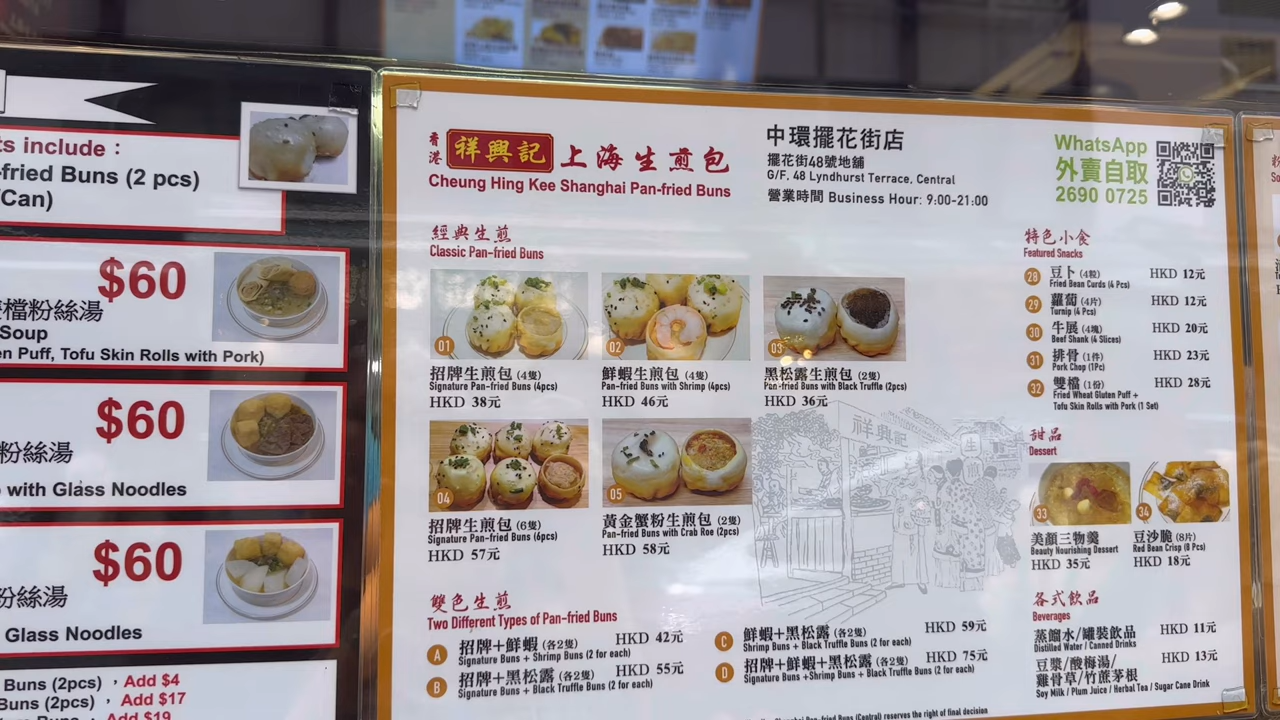 ts include：
fried Buns (2 pcs)
Can)
$60
檔粉絲湯
Soup
en Puff, Tofu Skin Rolls with Pork)
$60
粉絲湯
with Glass Noodles
$60
粉絲湯
Glass Noodles
Buns (2pcs)，Add $4
Buns (2pcs)，Add $17
Add $19
香港
祥興記
上海生煎包
Cheung Hing Kee Shanghai Pan-fried Buns
中環擺花街店
擺花街48號地舖
G/F, 48 Lyndhurst Terrace, Central
營業時間 Business Hour: 9:00-21:00
WhatsApp
外賣自取
2690 0725
經典生煎
Classic Pan-fried Buns
01
招牌生煎包 (4隻)
Signature Pan-fried Buns (4pcs)
HKD 38元
02
鮮蝦生煎包 (4隻)
Pan-fried Buns with Shrimp (4pcs)
HKD 46元
03
黑松露生煎包 (2隻)
Pan-fried Buns with Black Truffle (2pcs)
HKD 36元
04
招牌生煎包 (6隻)
Signature Pan-fried Buns (6pcs)
HKD 57元
05
黃金蟹粉生煎包 (2隻)
Pan-fried Buns with Crab Roe (2pcs)
HKD 58元
祥興記
生煎
雙色生煎
Two Different Types of Pan-fried Buns
A 招牌+鮮蝦 (各2隻) HKD 42元
Signature Buns + Shrimp Buns (2 for each)
B 招牌+黑松露 (各2隻) HKD 55元
Signature Buns + Black Truffle Buns (2 for each)
C 鮮蝦+黑松露 (各2隻) HKD 59元
Shrimp Buns + Black Truffle Buns (2 for each)
D 招牌+鮮蝦+黑松露 (各2隻) HKD 75元
Signature Buns +Shrimp Buns + Black Truffle Buns (2 for each)
特色小食
Featured Snacks
28 豆卜 (4粒) HKD 12元
Fried Bean Curds (4 Pcs)
29 蘿蔔 (4片) HKD 12元
Turnip (4 Pcs)
30 牛展 (4塊) HKD 20元
Beef Shank (4 Slices)
31 排骨 (1件) HKD 23元
Pork Chop (1Pc)
32 雙檔 (1份) HKD 28元
Fried Wheat Gluten Puff +
Tofu Skin Rolls with Pork (1 Set)
甜品
Dessert
33
美顏三物羹
Beauty Nourishing Dessert
HKD 35元
34
豆沙脆 (8片)
Red Bean Crisp (8 Pcs)
HKD 18元
各式飲品
Beverages
蒸餾水/罐裝飲品 HKD 11元
Distilled Water / Canned Drinks
豆漿/酸梅湯/ HKD 13元
雞骨草/竹蔗茅根
Soy Milk / Plum Juice / Herbal Tea / Sugar Cane Drink
Shanghai Pan-fried Buns (Central) reserves the right of final decision